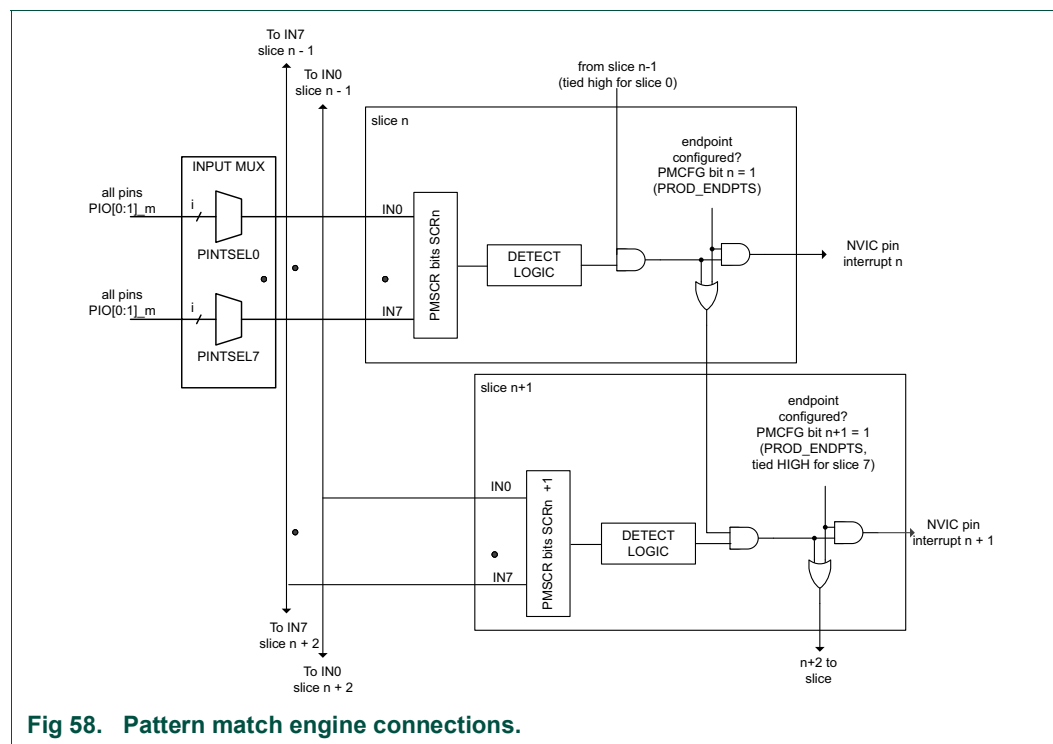 To IN7
slice n - 1
To IN0
slice n - 1
from slice n-1
(tied high for slice 0)
slice n
endpoint
configured?
PMCFG bit n = 1
(PROD_ENDPTS)
INPUT MUX
all pins
PIO[0:1]_m
i
PINTSEL0
IN0
PMSCR bits SCRn
DETECT
LOGIC
NVIC pin
interrupt n
all pins
PIO[0:1]_m
i
PINTSEL7
IN7
slice n+1
endpoint
configured?
PMCFG bit n+1 = 1
(PROD_ENDPTS,
tied HIGH for slice 7)
IN0
PMSCR bits SCRn +1
DETECT
LOGIC
NVIC pin
interrupt n + 1
IN7
To IN7
slice n + 2
To IN0
slice n + 2
n+2 to
slice
Fig 58. Pattern match engine connections.